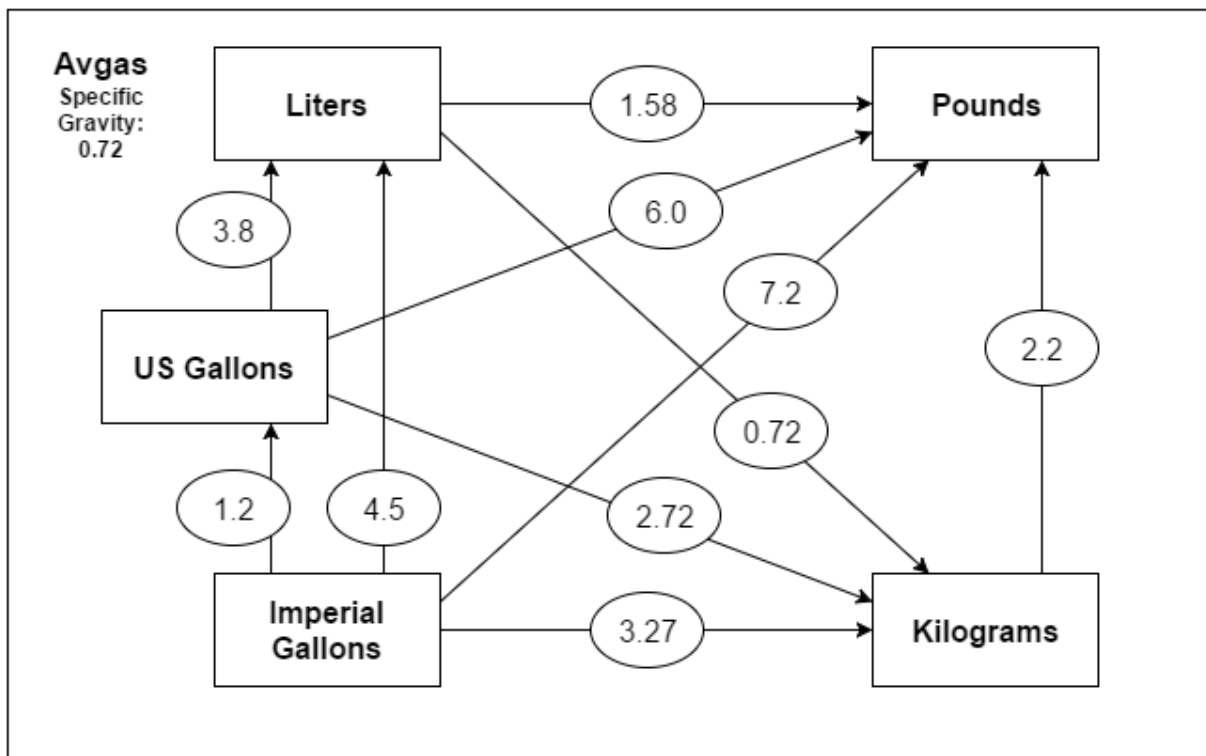 Avgas
Specific
Gravity:
0.72
Liters
1.58
Pounds
3.8
6.0
7.2
US Gallons
2.2
0.72
1.2
4.5
2.72
Imperial
Gallons
3.27
Kilograms